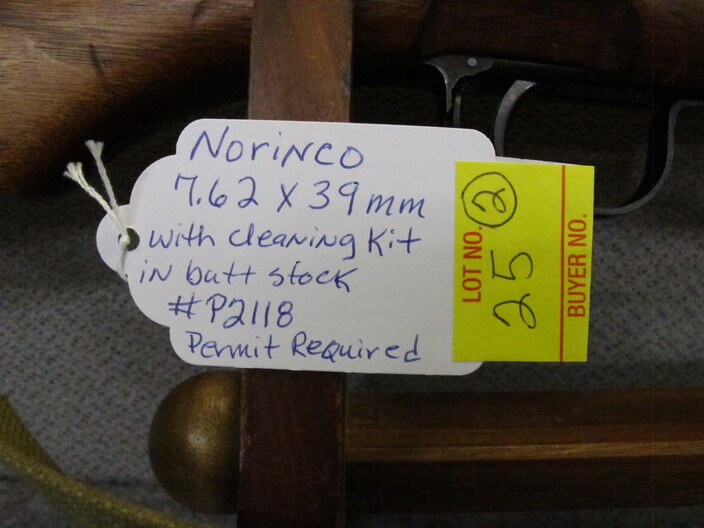 Norinco
7.62 x 39mm
with cleaning kit
in butt stock
#P2118
Permit Required
LOT NO. 2
25
BUYER NO.